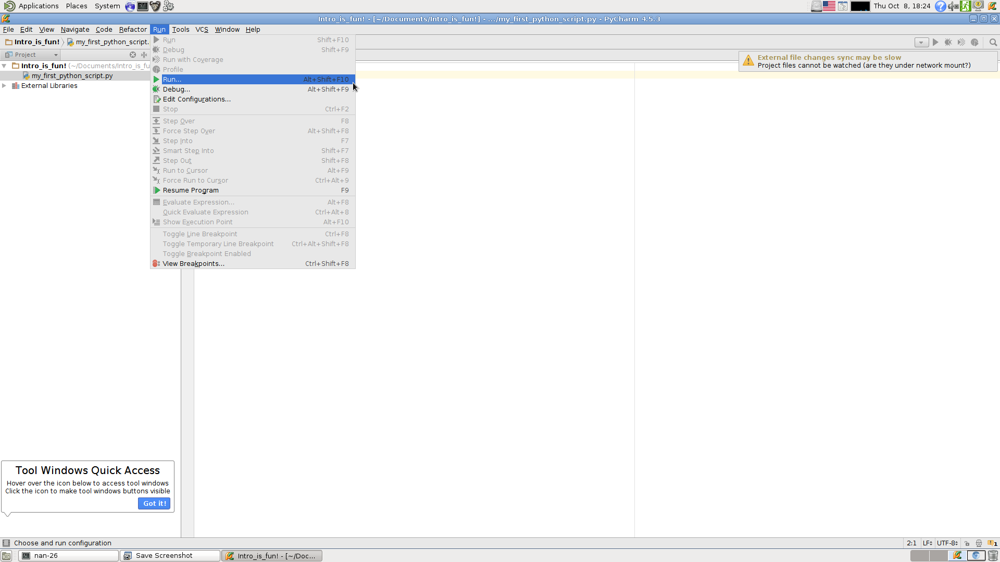 Applications Places System Thu Oct 8, 18:24
Intro_is_fun! - [~/Documents/Intro_is_fun!] - .../my_first_python_script.py - PyCharm 4.5.3
File Edit View Navigate Code Refactor Run Tools VCS Window Help
Intro_is_fun! my_first_python_script.
Project
Intro_is_fun! (~/Documents/Intro_is_fu
my_first_python_script.py
External Libraries
Run Shift+F10
Debug Shift+F9
Run with Coverage
Profile
Run... Alt+Shift+F10
Debug... Alt+Shift+F9
Edit Configurations...
Stop Ctrl+F2
Step Over F8
Force Step Over Alt+Shift+F8
Step Into F7
Smart Step Into Shift+F7
Step Out Shift+F8
Run to Cursor Alt+F9
Force Run to Cursor Ctrl+Alt+9
Resume Program F9
Evaluate Expression... Alt+F8
Quick Evaluate Expression Ctrl+Alt+8
Show Execution Point Alt+F10
Toggle Line Breakpoint Ctrl+F8
Toggle Temporary Line Breakpoint Ctrl+Alt+Shift+F8
Toggle Breakpoint Enabled
View Breakpoints... Ctrl+Shift+F8
External file changes sync may be slow
Project files cannot be watched (are they under network mount?)
Tool Windows Quick Access
Hover over the icon below to access tool windows
Click the icon to make tool windows buttons visible
Got it!
Choose and run configuration 2:1 LF UTF-8 1
nan-26 Save Screenshot Intro_is_fun! - [~/Doc...